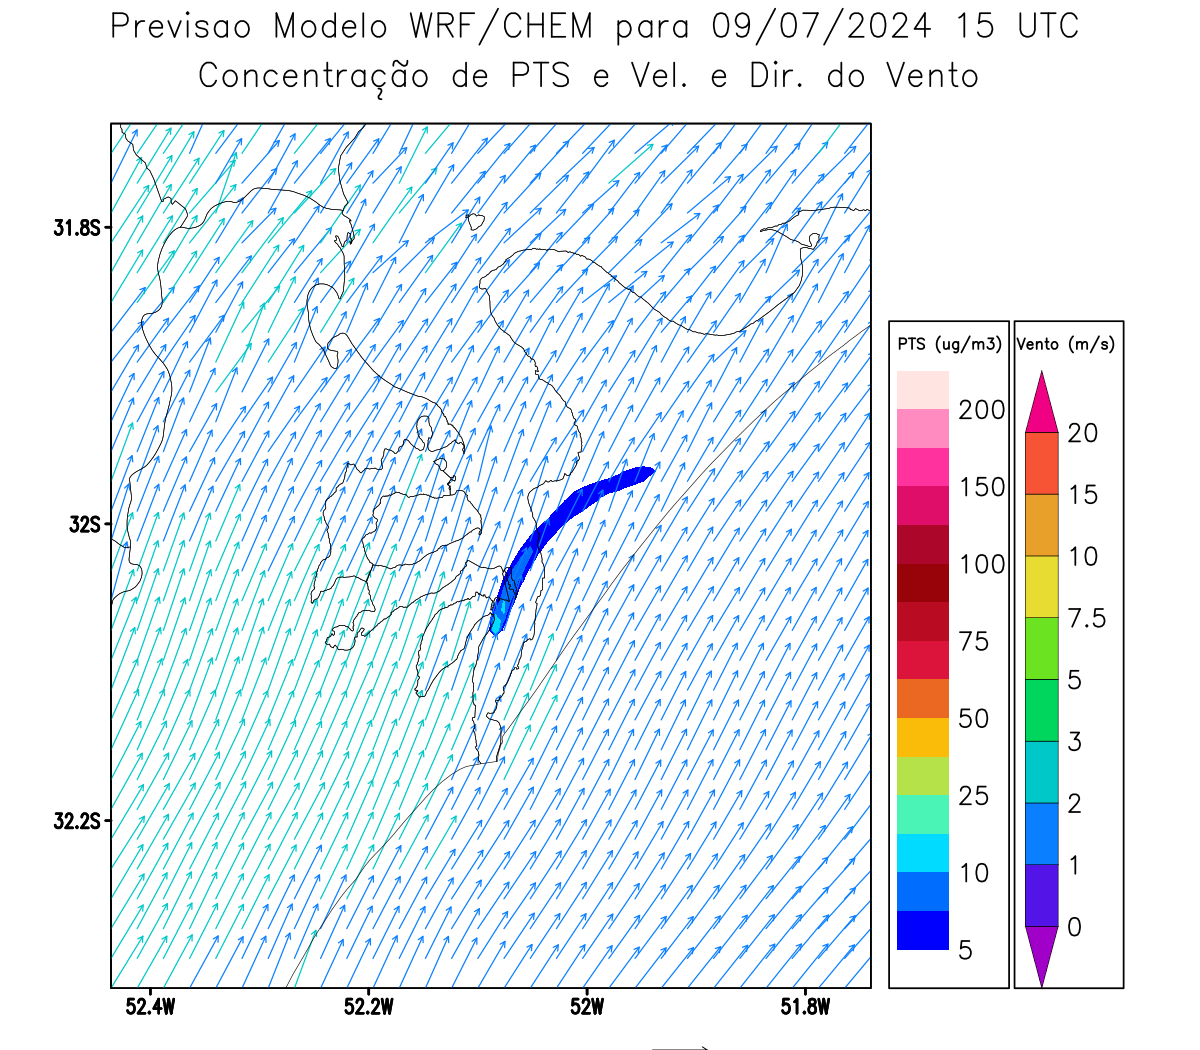 Previsao Modelo WRF/CHEM para 09/07/2024 15 UTC
Concentração de PTS e Vel. e Dir. do Vento
31.8S
32S
32.2S
52.4W
52.2W
52W
51.8W
PTS (ug/m3)
200
150
100
75
50
25
10
5
Vento (m/s)
20
15
10
7.5
5
3
2
1
0